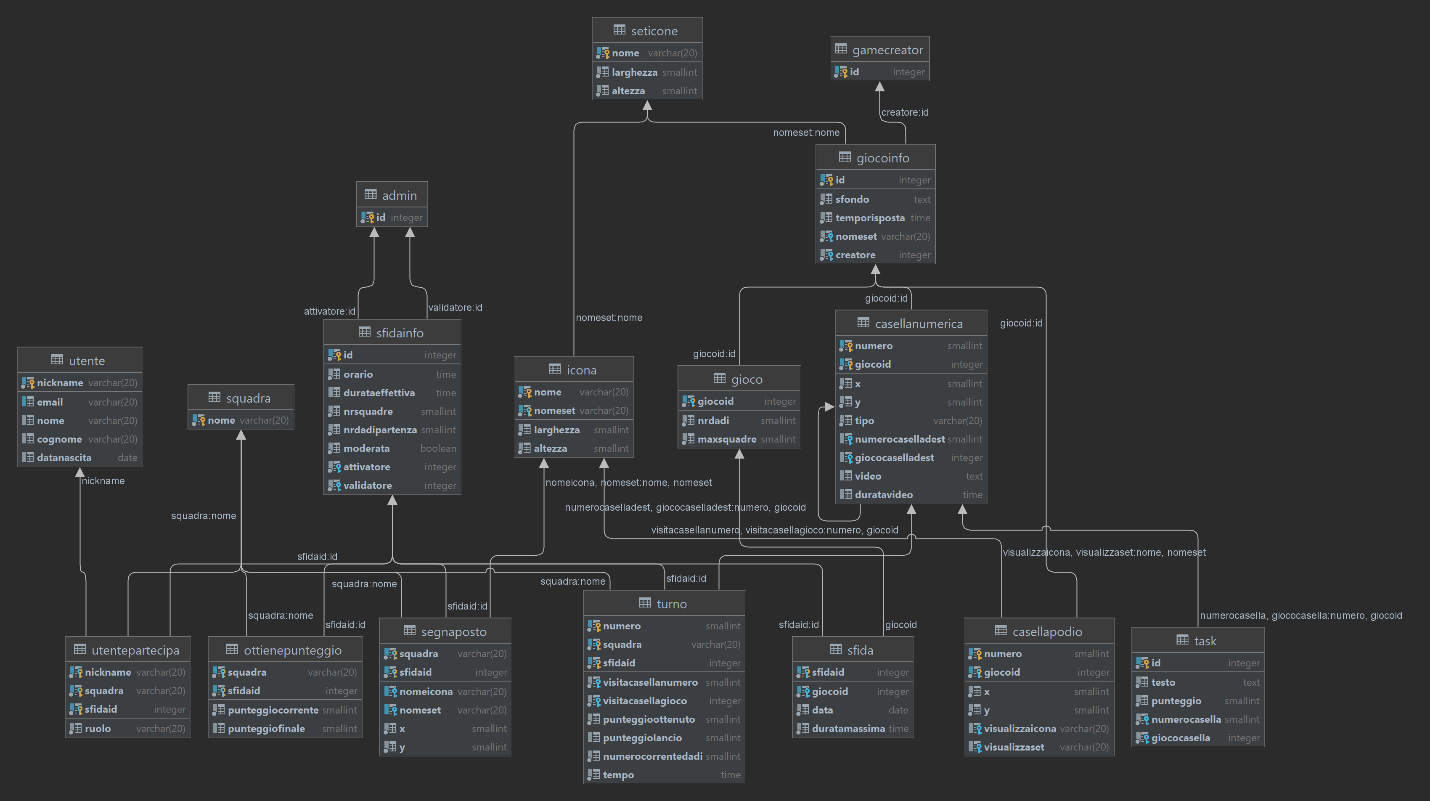 seticone
nome varchar(20)
larghezza smallint
altezza smallint
gamecreator
id integer
creatore:id
nomeset:nome
giocoinfo
id integer
sfondo text
temporisposta time
nomeset varchar(20)
creatore integer
admin
id integer
attivatore:id
validatore:id
nomeset:nome
giocoid:id
giocoid:id
giocoid:id
sfidainfo
id integer
orario time
durataeffettiva time
nrsquadre smallint
nrdadipartenza smallint
moderata boolean
attivatore integer
validatore integer
utente
nickname varchar(20)
email varchar(20)
nome varchar(20)
cognome varchar(20)
datanascita date
squadra
nome varchar(20)
icona
nome varchar(20)
nomeset varchar(20)
larghezza smallint
altezza smallint
gioco
giocoid integer
nrdadi smallint
maxsquadre smallint
casellanumerica
numero smallint
giocoid integer
x smallint
y smallint
tipo varchar(20)
numerocaselladest smallint
giococaselladest integer
video text
duratavideo time
nickname
squadra:nome
nomeicona, nomeset:nome, nomeset
numerocaselladest, giococaselladest:numero, giocoid
visitacasellanumero, visitacasellagioco:numero, giocoid
visualizzaicona, visualizzaset:nome, nomeset
sfidaid:id
squadra:nome
squadra:nome
sfidaid:id
sfidaid:id
squadra:nome
sfidaid:id
sfidaid:id
giocoid
numerocasella, giococasella:numero, giocoid
utentepartecipa
nickname varchar(20)
squadra varchar(20)
sfidaid integer
ruolo varchar(20)
ottienepunteggio
squadra varchar(20)
sfidaid integer
punteggiocorrente smallint
punteggiofinale smallint
segnaposto
squadra varchar(20)
sfidaid integer
nomeicona varchar(20)
nomeset varchar(20)
x smallint
y smallint
turno
numero smallint
squadra varchar(20)
sfidaid integer
visitacasellanumero smallint
visitacasellagioco integer
punteggioottenuto smallint
punteggiolancio smallint
numerocorrentedadi smallint
tempo time
sfida
sfidaid integer
giocoid integer
data date
duratamassima time
casellapodio
numero smallint
giocoid integer
x smallint
y smallint
visualizzaicona varchar(20)
visualizzaset varchar(20)
task
id integer
testo text
punteggio smallint
numerocasella smallint
giococasella integer